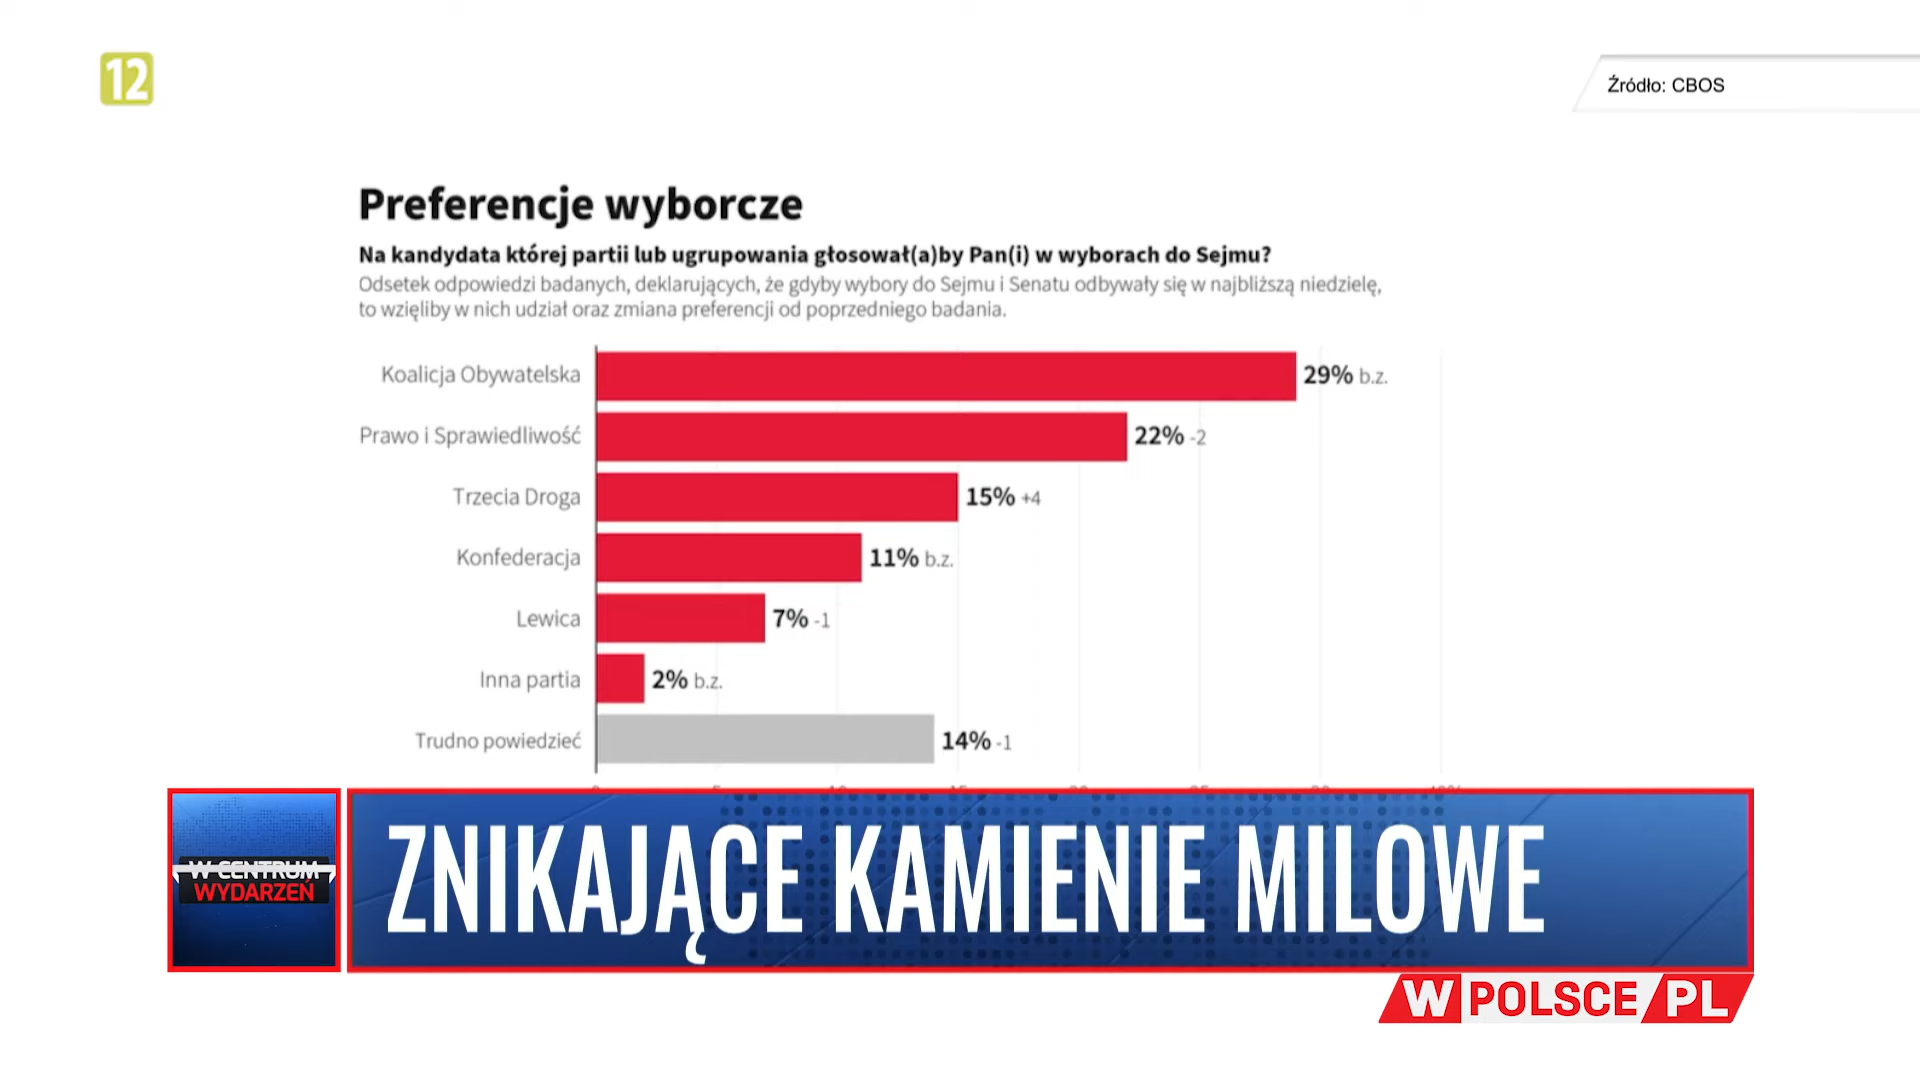 12
Źródło: CBOS
Preferencje wyborcze
Na kandydata której partii lub ugrupowania głosował(a)by Pan(i) w wyborach do Sejmu?
Odsetek odpowiedzi badanych, deklarujących, że gdyby wybory do Sejmu i Senatu odbywały się w najbliższą niedzielę,
to wzięliby w nich udział oraz zmiana preferencji od poprzedniego badania.
Koalicja Obywatelska 29% b.z.
Prawo i Sprawiedliwość 22% -2
Trzecia Droga 15% +4
Konfederacja 11% b.z.
Lewica 7% -1
Inna partia 2% b.z.
Trudno powiedzieć 14% -1
W CENTRUM
WYDARZEŃ
ZNIKAJĄCE KAMIENIE MILOWE
W POLSCE/PL